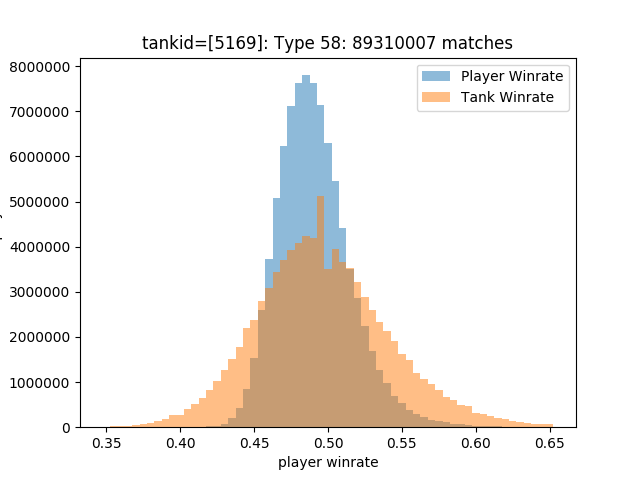 tankid=[5169]: Type 58: 89310007 matches
8000000
7000000
6000000
5000000
4000000
3000000
2000000
1000000
0
Player Winrate
Tank Winrate
0.35 0.40 0.45 0.50 0.55 0.60 0.65
player winrate